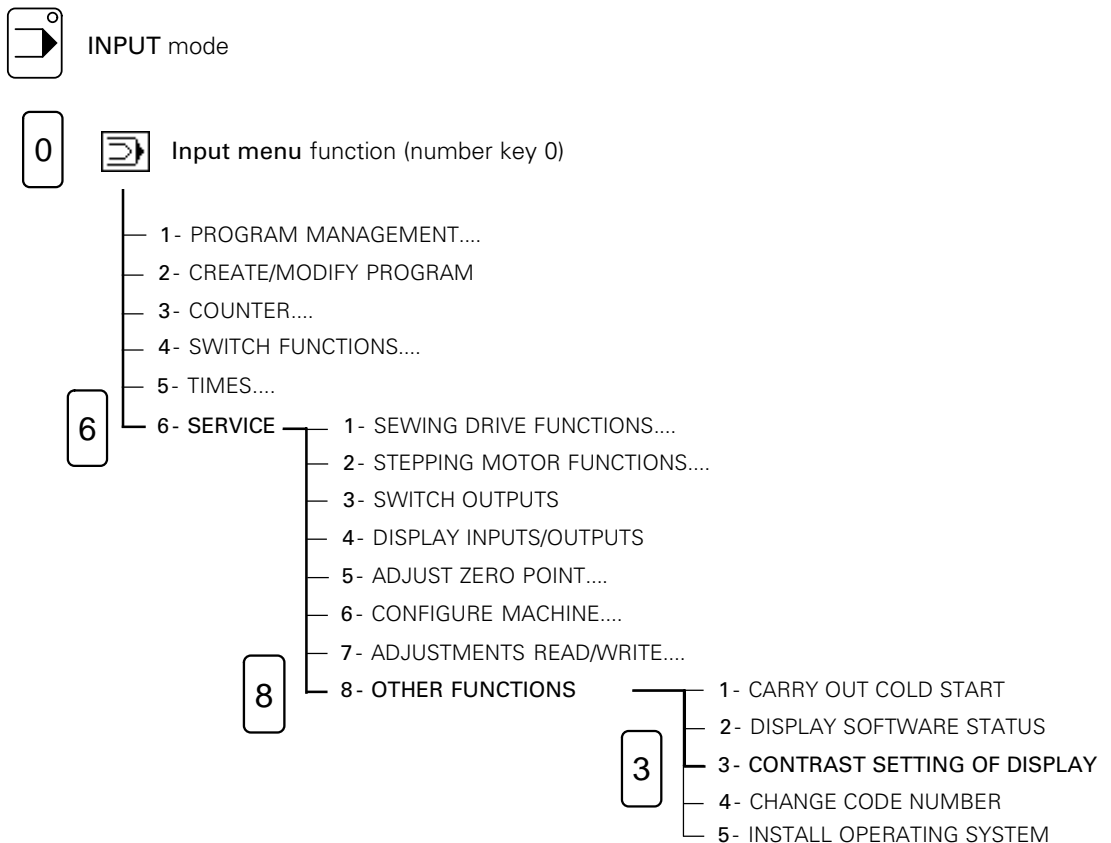 INPUT mode
0 Input menu function (number key 0)
1- PROGRAM MANAGEMENT....
2- CREATE/MODIFY PROGRAM
3- COUNTER....
4- SWITCH FUNCTIONS....
5- TIMES....
6 6- SERVICE 1- SEWING DRIVE FUNCTIONS....
2- STEPPING MOTOR FUNCTIONS....
3- SWITCH OUTPUTS
4- DISPLAY INPUTS/OUTPUTS
5- ADJUST ZERO POINT....
6- CONFIGURE MACHINE....
7- ADJUSTMENTS READ/WRITE....
8 8- OTHER FUNCTIONS 1- CARRY OUT COLD START
2- DISPLAY SOFTWARE STATUS
3 3- CONTRAST SETTING OF DISPLAY
4- CHANGE CODE NUMBER
5- INSTALL OPERATING SYSTEM